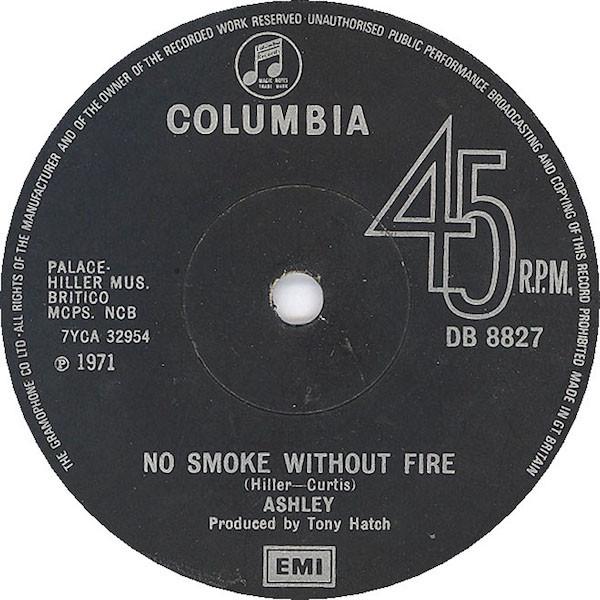 THE GRAMOPHONE CO LTD · ALL RIGHTS OF THE MANUFACTURER AND OF THE OWNER OF THE RECORDED WORK RESERVED · UNAUTHORISED PUBLIC PERFORMANCE BROADCASTING AND COPYING OF THIS RECORD PROHIBITED MADE IN GT. BRITAIN
MAGIC NOTES
TRADE MARK
COLUMBIA
45
R.P.M.
DB 8827
PALACE-
HILLER MUS.
BRITICO
MCPS. NCB
7YCA 32954
℗ 1971
NO SMOKE WITHOUT FIRE
(Hiller—Curtis)
ASHLEY
Produced by Tony Hatch
EMI